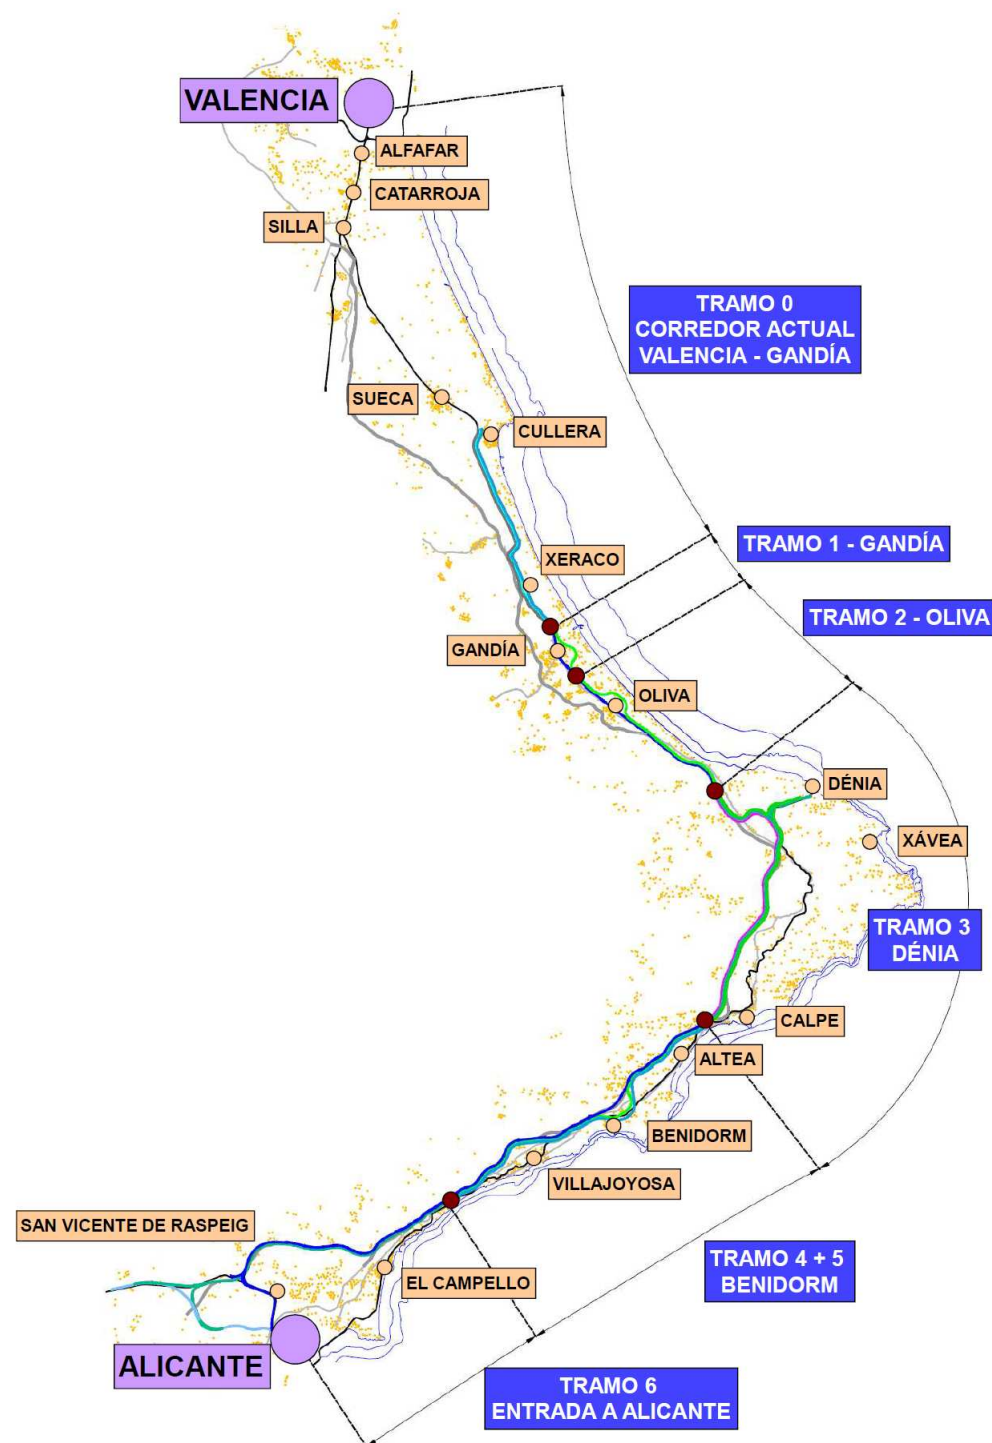 VALENCIA
ALFAFAR
CATARROJA
SILLA
TRAMO 0
CORREDOR ACTUAL
VALENCIA - GANDÍA
SUECA
CULLERA
TRAMO 1 - GANDÍA
XERACO
TRAMO 2 - OLIVA
GANDÍA
OLIVA
DÉNIA
XÁVEA
TRAMO 3
DÉNIA
CALPE
ALTEA
BENIDORM
VILLAJOYOSA
SAN VICENTE DE RASPEIG
TRAMO 4 + 5
BENIDORM
EL CAMPELLO
ALICANTE
TRAMO 6
ENTRADA A ALICANTE